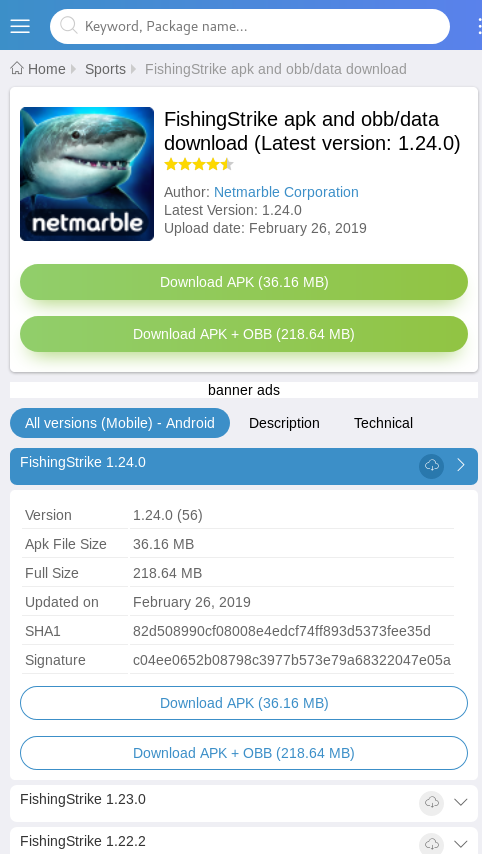 Keyword, Package name...
Home Sports FishingStrike apk and obb/data download
netmarble
FishingStrike apk and obb/data
download (Latest version: 1.24.0)
Author: Netmarble Corporation
Latest Version: 1.24.0
Upload date: February 26, 2019
Download APK (36.16 MB)
Download APK + OBB (218.64 MB)
banner ads
All versions (Mobile) - Android Description Technical
FishingStrike 1.24.0
Version 1.24.0 (56)
Apk File Size 36.16 MB
Full Size 218.64 MB
Updated on February 26, 2019
SHA1 82d508990cf08008e4edcf74ff893d5373fee35d
Signature c04ee0652b08798c3977b573e79a68322047e05a
Download APK (36.16 MB)
Download APK + OBB (218.64 MB)
FishingStrike 1.23.0
FishingStrike 1.22.2